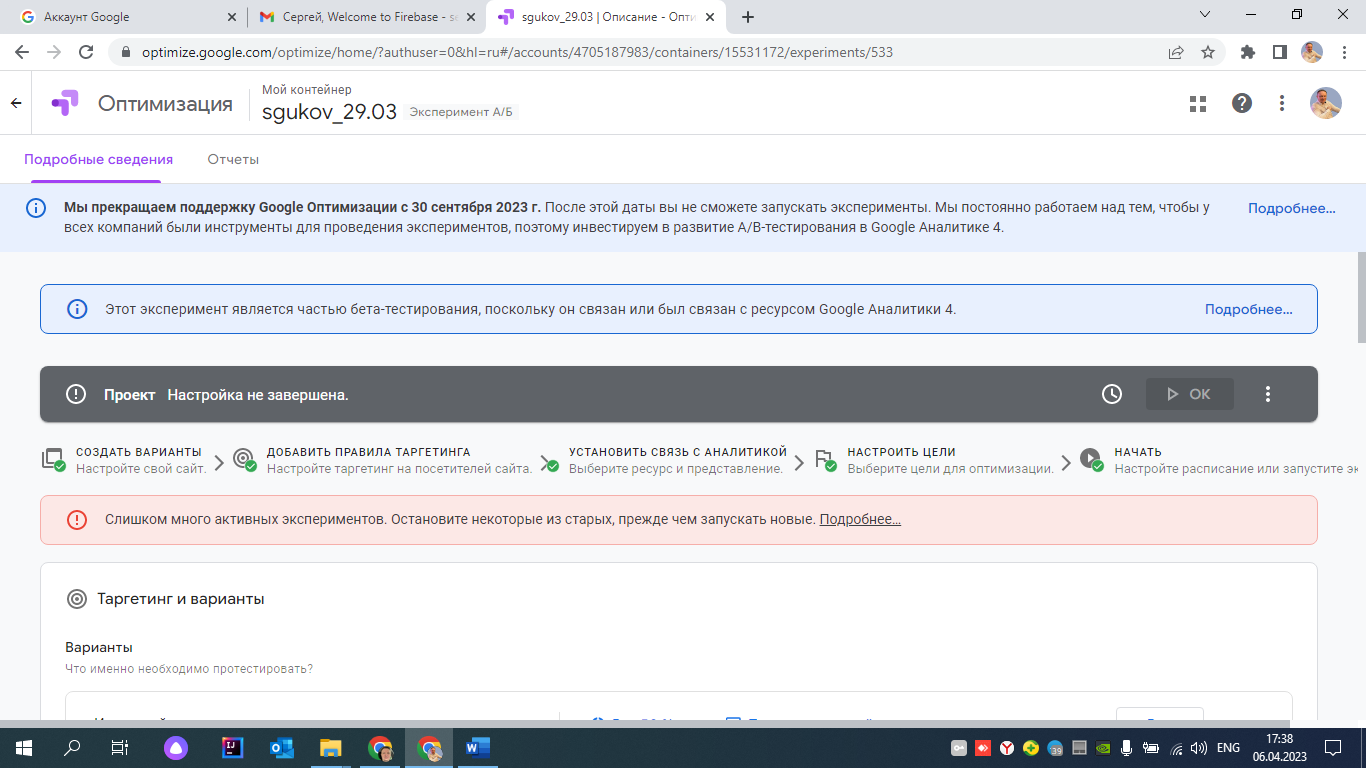 Аккаунт Google
Сергей, Welcome to Firebase - se
sgukov_29.03 | Описание - Опти
optimize.google.com/optimize/home/?authuser=0&hl=ru#/accounts/4705187983/containers/15531172/experiments/533
Оптимизация
Мой контейнер
sgukov_29.03
Эксперимент А/Б
Подробные сведения
Отчеты
Мы прекращаем поддержку Google Оптимизации с 30 сентября 2023 г. После этой даты вы не сможете запускать эксперименты. Мы постоянно работаем над тем, чтобы у
всех компаний были инструменты для проведения экспериментов, поэтому инвестируем в развитие A/B-тестирования в Google Аналитике 4.
Подробнее…
Этот эксперимент является частью бета-тестирования, поскольку он связан или был связан с ресурсом Google Аналитики 4.
Подробнее…
Проект Настройка не завершена.
ОК
СОЗДАТЬ ВАРИАНТЫ
Настройте свой сайт.
ДОБАВИТЬ ПРАВИЛА ТАРГЕТИНГА
Настройте таргетинг на посетителей сайта.
УСТАНОВИТЬ СВЯЗЬ С АНАЛИТИКОЙ
Выберите ресурс и представление.
НАСТРОИТЬ ЦЕЛИ
Выберите цели для оптимизации.
НАЧАТЬ
Настройте расписание или запустите эк
Слишком много активных экспериментов. Остановите некоторые из старых, прежде чем запускать новые. Подробнее…
Таргетинг и варианты
Варианты
Что именно необходимо протестировать?
39
ENG
17:38
06.04.2023